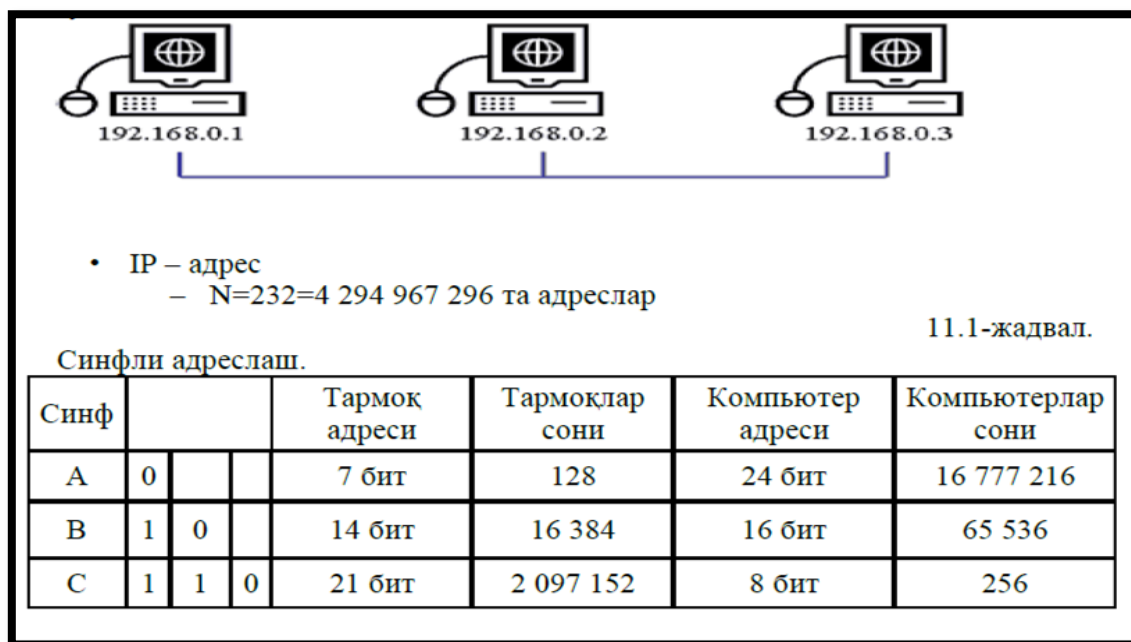 192.168.0.1 192.168.0.2 192.168.0.3
• IP – адрес
– N=232=4 294 967 296 та адреслар
11.1-жадвал.
Синфли адреслаш.
Синф Тармоқ адреси Тармоқлар сони Компьютер адреси Компьютерлар сони
A 0 7 бит 128 24 бит 16 777 216
B 1 0 14 бит 16 384 16 бит 65 536
C 1 1 0 21 бит 2 097 152 8 бит 256